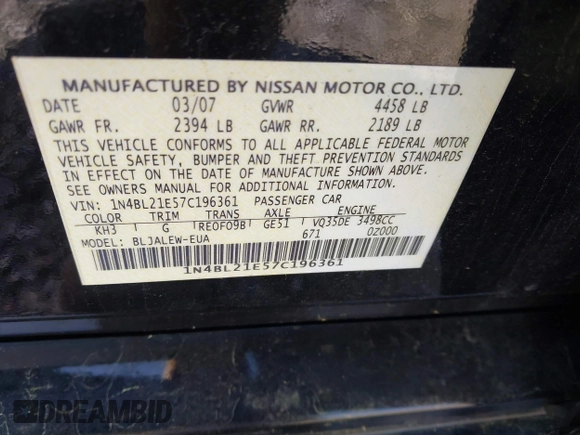 MANUFACTURED BY NISSAN MOTOR CO., LTD.
DATE 03/07 GVWR 4458 LB
GAWR FR. 2394 LB GAWR RR. 2189 LB
THIS VEHICLE CONFORMS TO ALL APPLICABLE FEDERAL MOTOR
VEHICLE SAFETY, BUMPER AND THEFT PREVENTION STANDARDS
IN EFFECT ON THE DATE OF MANUFACTURE SHOWN ABOVE.
SEE OWNERS MANUAL FOR ADDITIONAL INFORMATION.
VIN: 1N4BL21E57C196361 PASSENGER CAR
COLOR TRIM TRANS AXLE ENGINE
KH3 G RE0F09B GE51 VQ35DE 3498CC
MODEL: BLJALEW-EUA 671 0Z000
1N4BL21E57C196361
DREAMBID